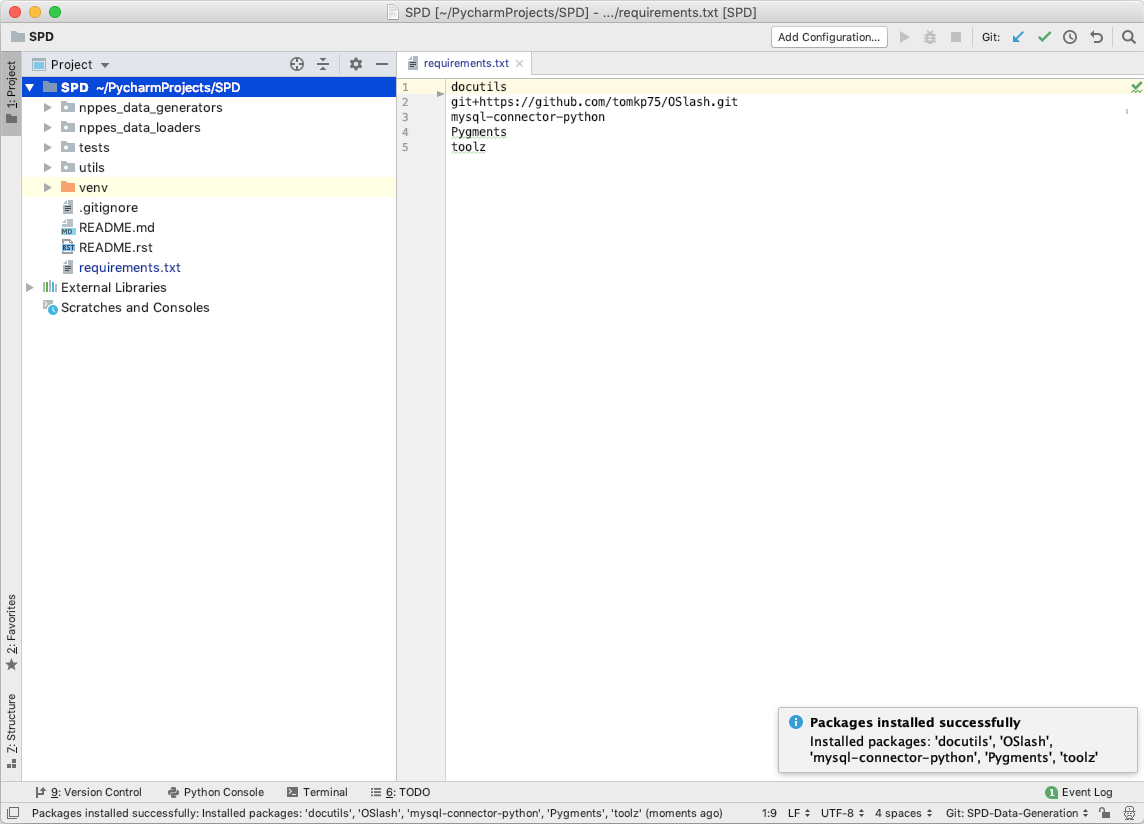 SPD [~/PycharmProjects/SPD] - .../requirements.txt [SPD]
SPD
Add Configuration...
Git:
1: Project
Project
requirements.txt
SPD ~/PycharmProjects/SPD
nppes_data_generators
nppes_data_loaders
tests
utils
venv
.gitignore
MD README.md
RST README.rst
requirements.txt
External Libraries
Scratches and Consoles
1 docutils
2 git+https://github.com/tomkp75/OSlash.git
3 mysql-connector-python
4 Pygments
5 toolz
2: Favorites
7: Structure
Packages installed successfully
Installed packages: 'docutils', 'OSlash',
'mysql-connector-python', 'Pygments', 'toolz'
9: Version Control
Python Console
Terminal
6: TODO
1 Event Log
Packages installed successfully: Installed packages: 'docutils', 'OSlash', 'mysql-connector-python', 'Pygments', 'toolz' (moments ago)
1:9
LF
UTF-8
4 spaces
Git: SPD-Data-Generation